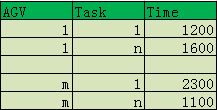 AGV Task Time
1 1 1200
1 n 1600
m 1 2300
m n 1100